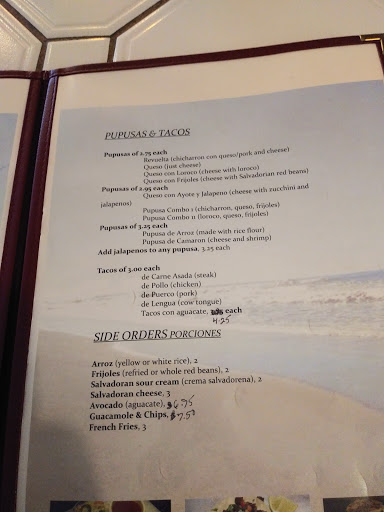 PUPUSAS & TACOS
Pupusas of 2.75 each
Revuelta (chicharron con queso/pork and cheese)
Queso (just cheese)
Queso con Loroco (cheese with loroco)
Queso con Frijoles (cheese with Salvadorian red beans)
Pupusas of 2.95 each
Queso con Ayote y Jalapeno (cheese with zucchini and
jalapenos)
Pupusa Combo 1 (chicharron, queso, frijoles)
Pupusa Combo 11 (loroco, queso, frijoles)
Pupusas of 3.25 each
Pupusa de Arroz (made with rice flour)
Pupusa de Camaron (cheese and shrimp)
Add jalapenos to any pupusa, 3.25 each
Tacos of 3.00 each
de Carne Asada (steak)
de Pollo (chicken)
de Puerco (pork)
de Lengua (cow tongue)
Tacos con aguacate, each
4.25
SIDE ORDERS PORCIONES
Arroz (yellow or white rice), 2
Frijoles (refried or whole red beans), 2
Salvadoran sour cream (crema salvadorena), 2
Salvadoran cheese, 3
Avocado (aguacate), 6.95
Guacamole & Chips, $7.50
French Fries, 3